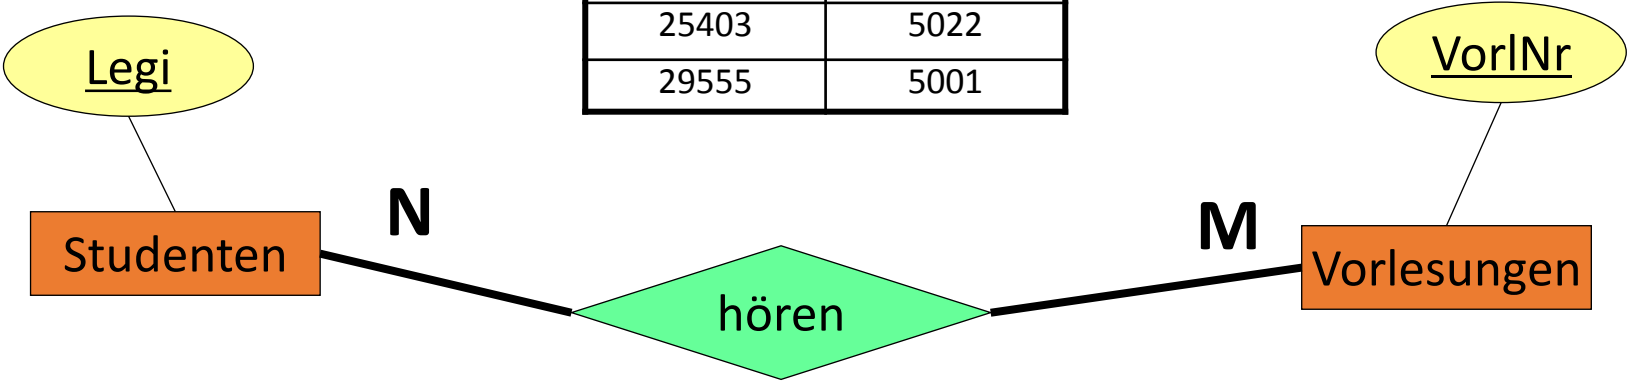 25403 5022
29555 5001
Legi
VorlNr
N
M
Studenten
Vorlesungen
hören